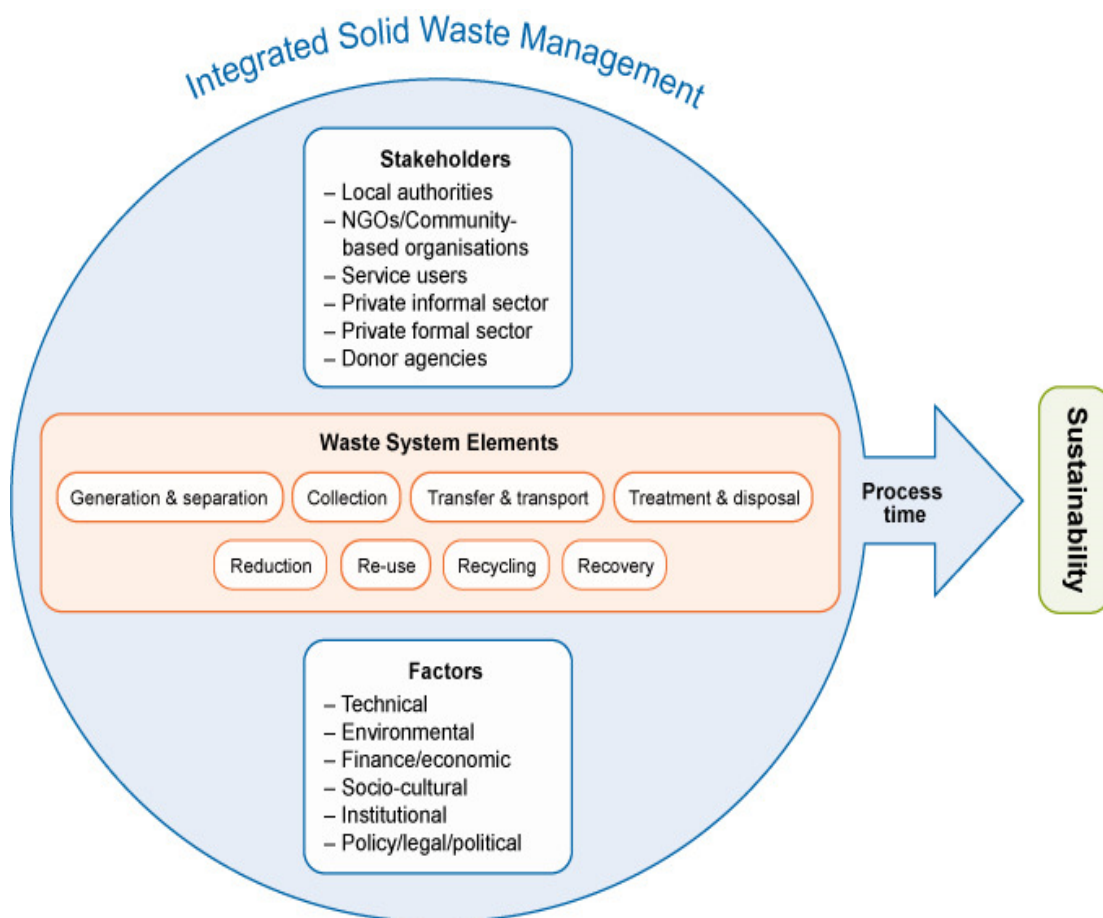 Integrated Solid Waste Management
Stakeholders
– Local authorities
– NGOs/Community-
based organisations
– Service users
– Private informal sector
– Private formal sector
– Donor agencies
Waste System Elements
Generation & separation
Collection
Transfer & transport
Treatment & disposal
Reduction
Re-use
Recycling
Recovery
Factors
– Technical
– Environmental
– Finance/economic
– Socio-cultural
– Institutional
– Policy/legal/political
Process
time
Sustainability